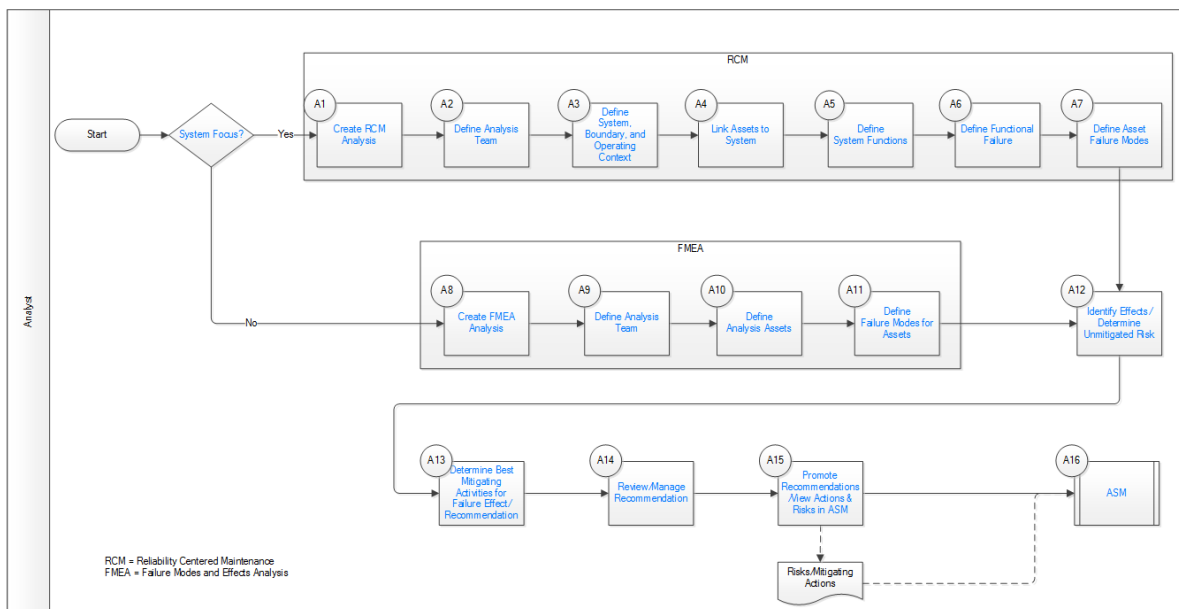 Analyst
RCM
Start
System Focus?
Yes
A1
Create RCM
Analysis
A2
Define Analysis
Team
A3
Define
System,
Boundary, and
Operating
Context
A4
Link Assets to
System
A5
Define
System Functions
A6
Define Functional
Failure
A7
Define Asset
Failure Modes
No
FMEA
A8
Create FMEA
Analysis
A9
Define Analysis
Team
A10
Define
Analysis Assets
A11
Define
Failure Modes for
Assets
A12
Identify Effects/
Determine
Unmitigated Risk
A13
Determine Best
Mitigating
Activities for
Failure Effect/
Recommendation
A14
Review/Manage
Recommendation
A15
Promote
Recommendations
/View Actions &
Risks in ASM
A16
ASM
Risks/Mitigating
Actions
RCM = Reliability Centered Maintenance
FMEA = Failure Modes and Effects Analysis